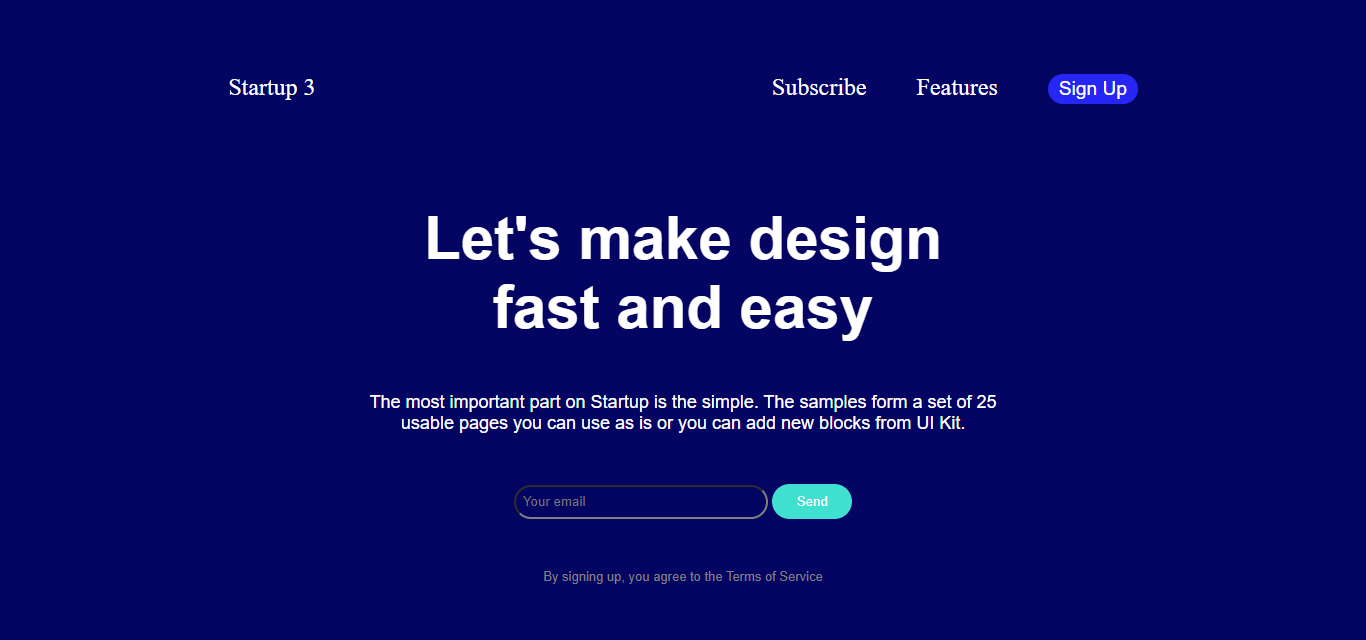 Startup 3
Subscribe
Features
Sign Up
Let's make design
fast and easy
The most important part on Startup is the simple. The samples form a set of 25
usable pages you can use as is or you can add new blocks from UI Kit.
Your email
Send
By signing up, you agree to the Terms of Service